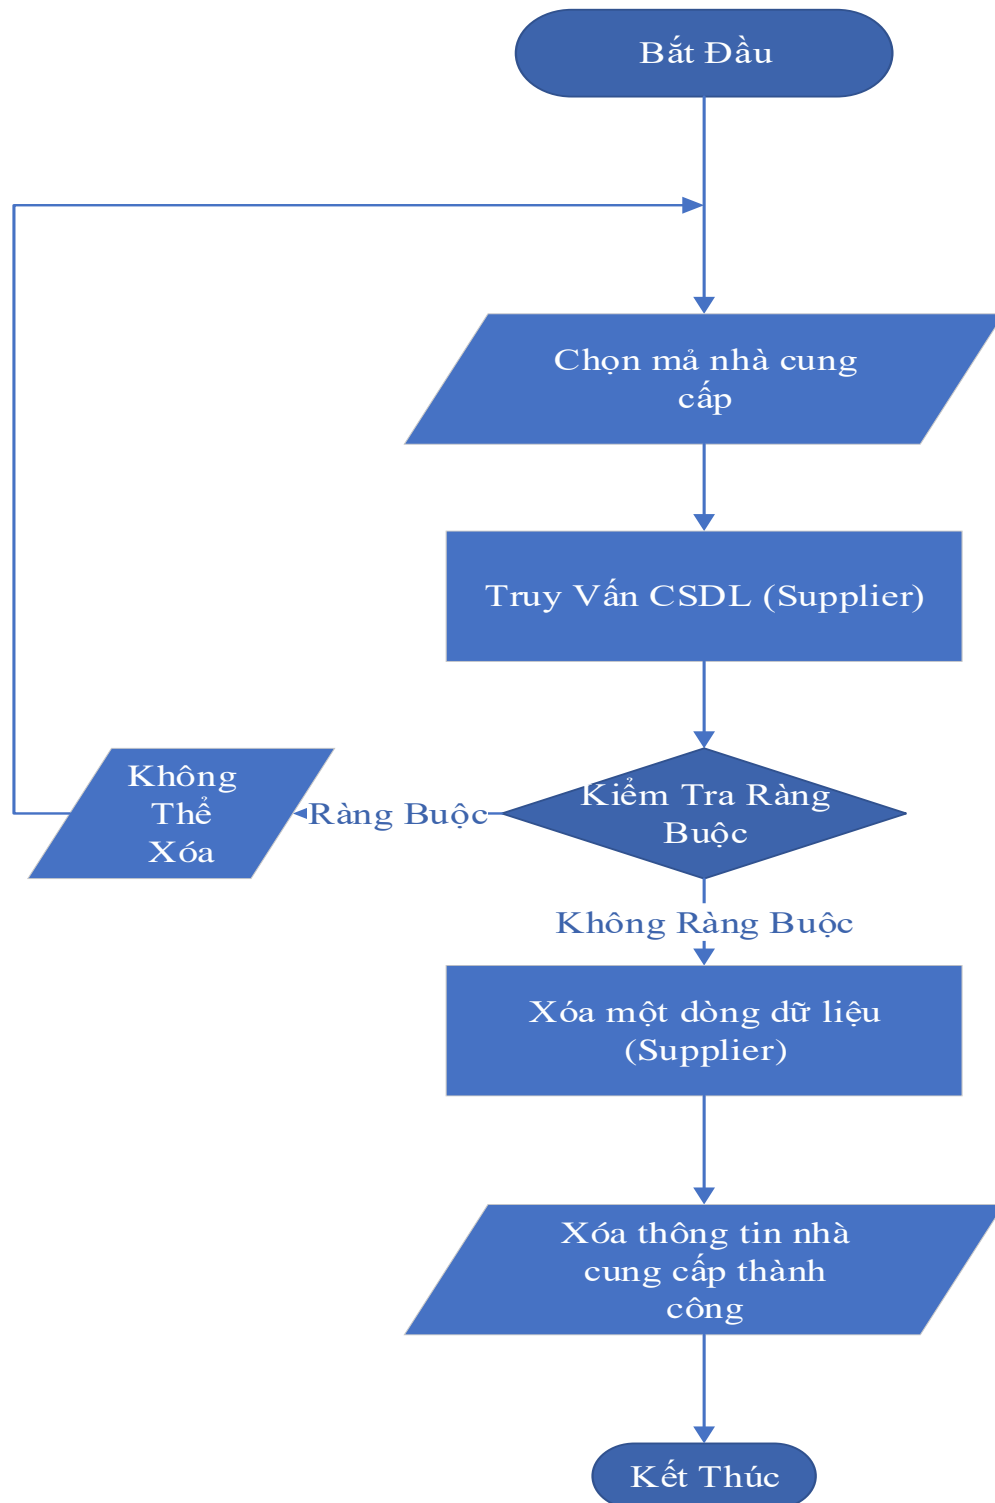 Bắt Đầu
Chọn mả nhà cung
cấp
Truy Vấn CSDL (Supplier)
Kiểm Tra Ràng
Buộc
Ràng Buộc
Không
Thể
Xóa
Không Ràng Buộc
Xóa một dòng dữ liệu
(Supplier)
Xóa thông tin nhà
cung cấp thành
công
Kết Thúc